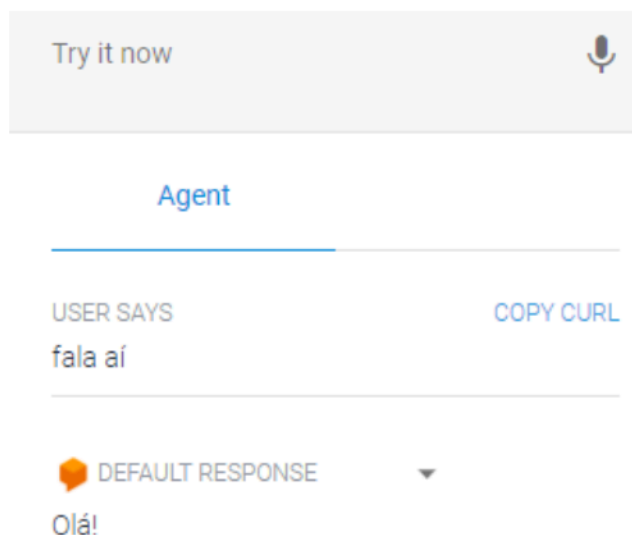 Try it now
Agent
USER SAYS COPY CURL
fala aí
DEFAULT RESPONSE
Olá!